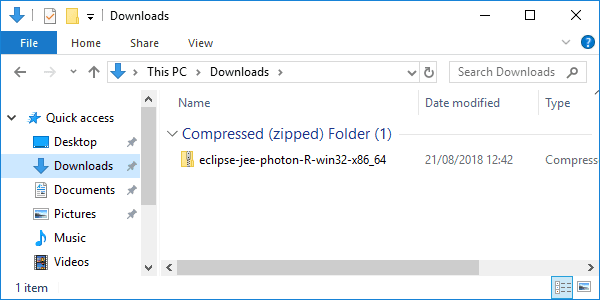 Downloads
File Home Share View
This PC Downloads Search Downloads
Name Date modified Type
Quick access
Compressed (zipped) Folder (1)
Desktop
Downloads eclipse-jee-photon-R-win32-x86_64 21/08/2018 12:42 Compress
Documents
Pictures
Music
Videos
1 item